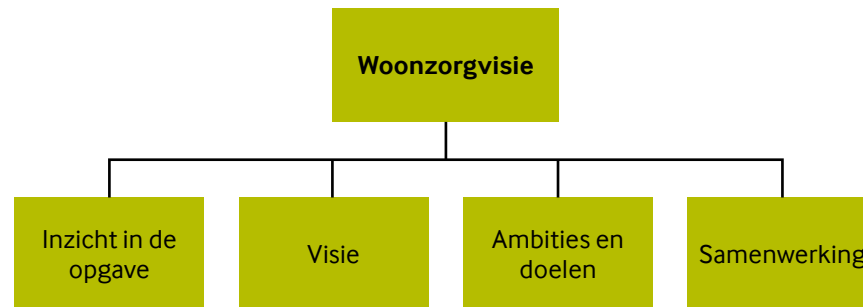 Woonzorgvisie
Inzicht in de
opgave
Visie
Ambities en
doelen
Samenwerking